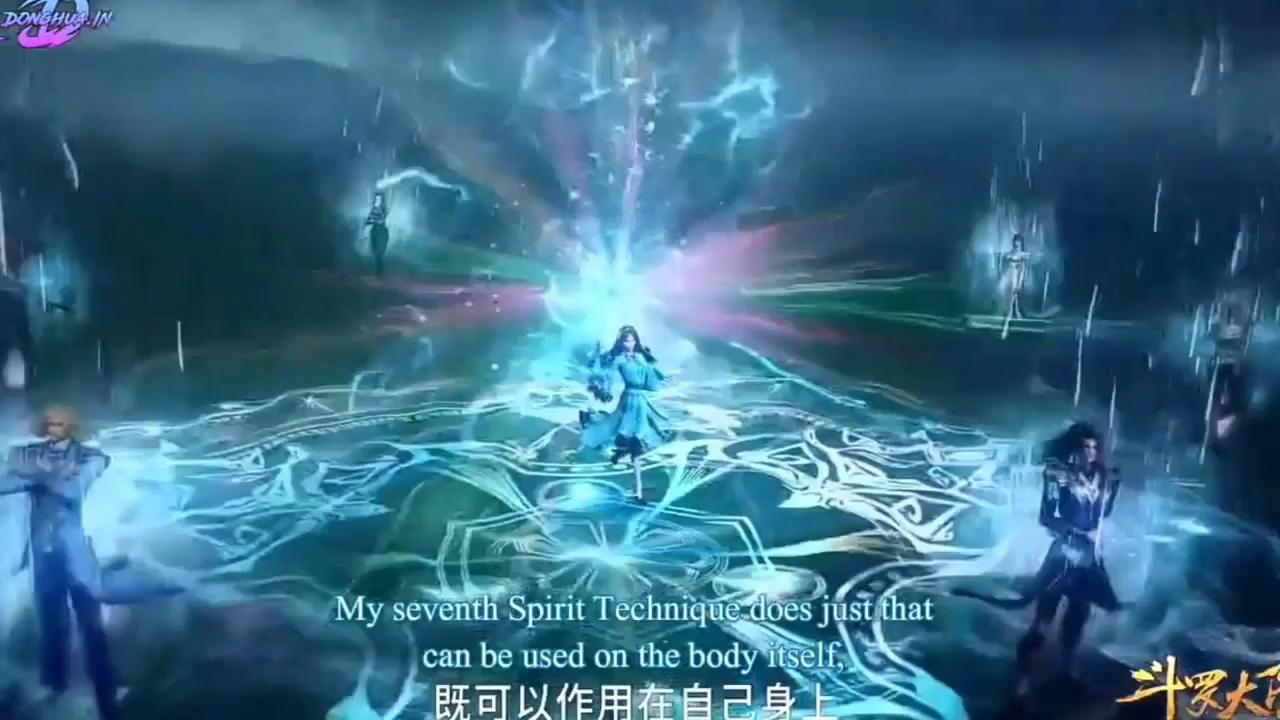 DONGHUA.IN
My seventh Spirit Technique does just that
can be used on the body itself,
既可以作用在自己身上
斗罗大